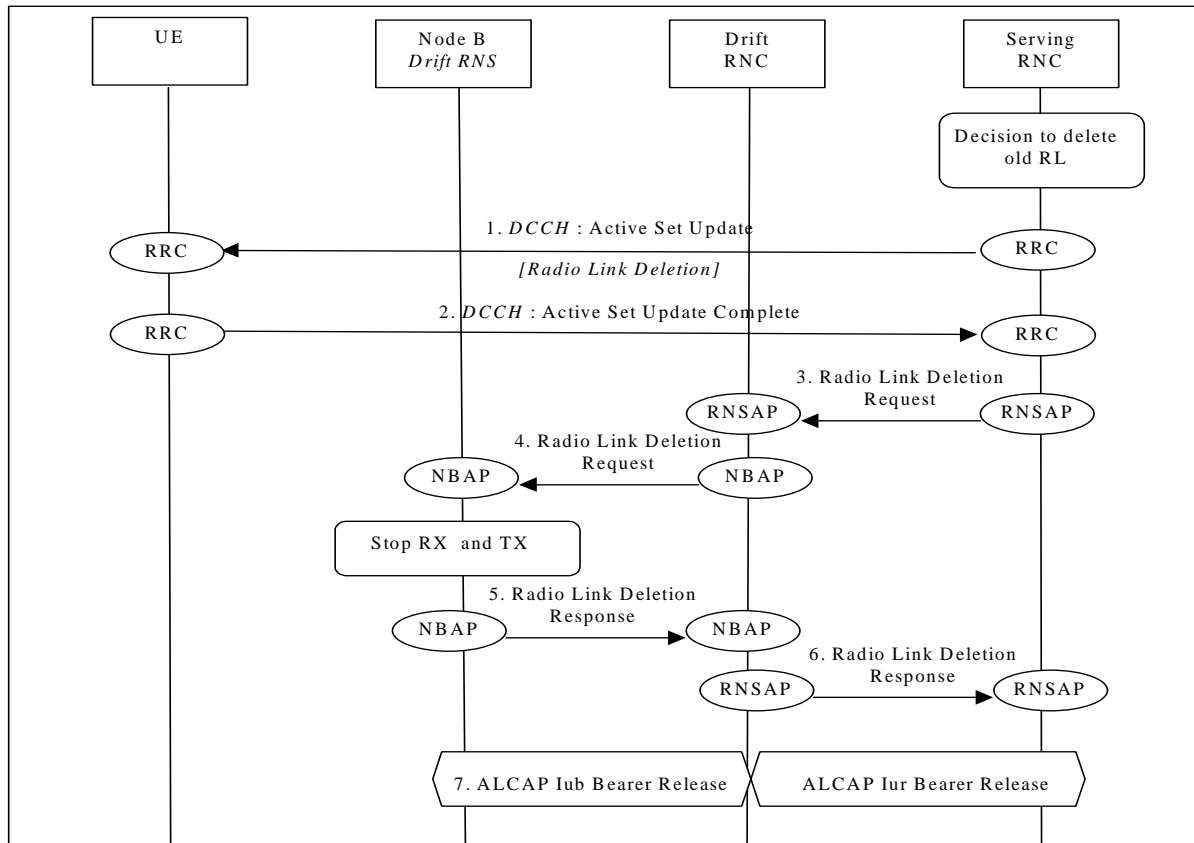 UE
Node B
Drift RNS
Drift
RNC
Serving
RNC
Decision to delete
old RL
1. DCCH : Active Set Update
RRC
RRC
[Radio Link Deletion]
2. DCCH : Active Set Update Complete
RRC
RRC
3. Radio Link Deletion
Request
RNSAP
RNSAP
4. Radio Link Deletion
Request
NBAP
NBAP
Stop RX and TX
5. Radio Link Deletion
Response
NBAP
NBAP
6. Radio Link Deletion
Response
RNSAP
RNSAP
7. ALCAP Iub Bearer Release
ALCAP Iur Bearer Release